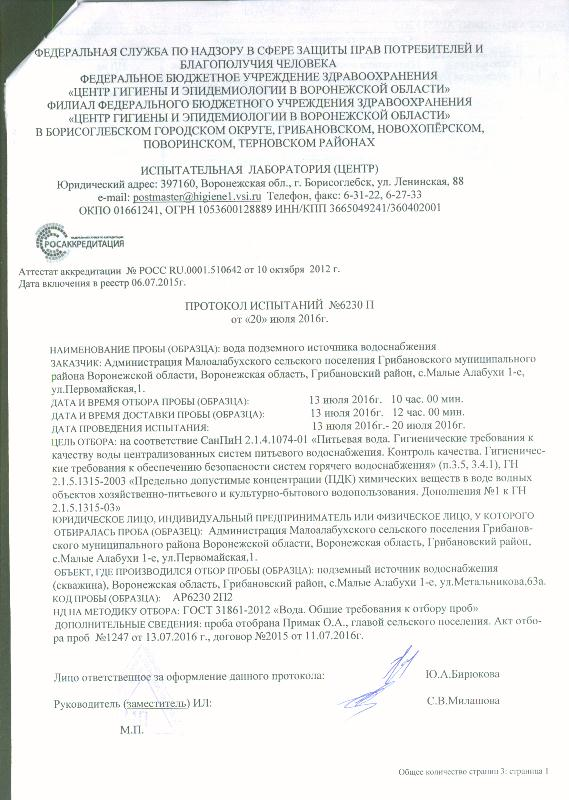 ФЕДЕРАЛЬНАЯ СЛУЖБА ПО НАДЗОРУ В СФЕРЕ ЗАЩИТЫ ПРАВ ПОТРЕБИТЕЛЕЙ И
БЛАГОПОЛУЧИЯ ЧЕЛОВЕКА
ФЕДЕРАЛЬНОЕ БЮДЖЕТНОЕ УЧРЕЖДЕНИЕ ЗДРАВООХРАНЕНИЯ
«ЦЕНТР ГИГИЕНЫ И ЭПИДЕМИОЛОГИИ В ВОРОНЕЖСКОЙ ОБЛАСТИ»
ФИЛИАЛ ФЕДЕРАЛЬНОГО БЮДЖЕТНОГО УЧРЕЖДЕНИЯ ЗДРАВООХРАНЕНИЯ
«ЦЕНТР ГИГИЕНЫ И ЭПИДЕМИОЛОГИИ В ВОРОНЕЖСКОЙ ОБЛАСТИ»
В БОРИСОГЛЕБСКОМ ГОРОДСКОМ ОКРУГЕ, ГРИБАНОВСКОМ, НОВОХОПЁРСКОМ,
ПОВОРИНСКОМ, ТЕРНОВСКОМ РАЙОНАХ
ИСПЫТАТЕЛЬНАЯ ЛАБОРАТОРИЯ (ЦЕНТР)
Юридический адрес: 397160, Воронежская обл., г. Борисоглебск, ул. Ленинская, 88
e-mail: postmaster@higiene1.vsi.ru Телефон, факс: 6-31-22, 6-27-33
ОКПО 01661241, ОГРН 1053600128889 ИНН/КПП 3665049241/360402001
РОСАККРЕДИТАЦИЯ
Аттестат аккредитации № РОСС RU.0001.510642 от 10 октября 2012 г.
Дата включения в реестр 06.07.2015г.
ПРОТОКОЛ ИСПЫТАНИЙ №6230 П
от «20» июля 2016г.
НАИМЕНОВАНИЕ ПРОБЫ (ОБРАЗЦА): вода подземного источника водоснабжения
ЗАКАЗЧИК: Администрация Малоалабухского сельского поселения Грибановского муниципального
района Воронежской области, Воронежская область, Грибановский район, с.Малые Алабухи 1-е,
ул.Первомайская,1.
ДАТА И ВРЕМЯ ОТБОРА ПРОБЫ (ОБРАЗЦА): 13 июля 2016г. 10 час. 00 мин.
ДАТА И ВРЕМЯ ДОСТАВКИ ПРОБЫ (ОБРАЗЦА): 13 июля 2016г. 12 час. 00 мин.
ДАТА ПРОВЕДЕНИЯ ИСПЫТАНИЯ: 13 июля 2016г.- 20 июля 2016г.
ЦЕЛЬ ОТБОРА: на соответствие СанПиН 2.1.4.1074-01 «Питьевая вода. Гигиенические требования к
качеству воды централизованных систем питьевого водоснабжения. Контроль качества. Гигиеничес-
кие требования к обеспечению безопасности систем горячего водоснабжения» (п.3.5, 3.4.1), ГН
2.1.5.1315-2003 «Предельно допустимые концентрации (ПДК) химических веществ в воде водных
объектов хозяйственно-питьевого и культурно-бытового водопользования. Дополнения №1 к ГН
2.1.5.1315-03»
ЮРИДИЧЕСКОЕ ЛИЦО, ИНДИВИДУАЛЬНЫЙ ПРЕДПРИНИМАТЕЛЬ ИЛИ ФИЗИЧЕСКОЕ ЛИЦО, У КОТОРОГО
ОТБИРАЛАСЬ ПРОБА (ОБРАЗЕЦ): Администрация Малоалабухского сельского поселения Грибанов-
ского муниципального района Воронежской области, Воронежская область, Грибановский район,
с.Малые Алабухи 1-е, ул.Первомайская,1.
ОБЪЕКТ, ГДЕ ПРОИЗВОДИЛСЯ ОТБОР ПРОБЫ (ОБРАЗЦА): подземный источник водоснабжения
(скважина), Воронежская область, Грибановский район, с.Малые Алабухи 1-е, ул.Метальникова,63а.
КОД ПРОБЫ (ОБРАЗЦА): АР6230 2П2
НД НА МЕТОДИКУ ОТБОРА: ГОСТ 31861-2012 «Вода. Общие требования к отбору проб»
ДОПОЛНИТЕЛЬНЫЕ СВЕДЕНИЯ: проба отобрана Примак О.А., главой сельского поселения. Акт отбо-
ра проб №1247 от 13.07.2016 г., договор №2015 от 11.07.2016г.
Лицо ответственное за оформление данного протокола: Ю.А.Бирюкова
Руководитель (заместитель) ИЛ: С.В.Милашова
М.П.
Общее количество страниц 3: страница 1